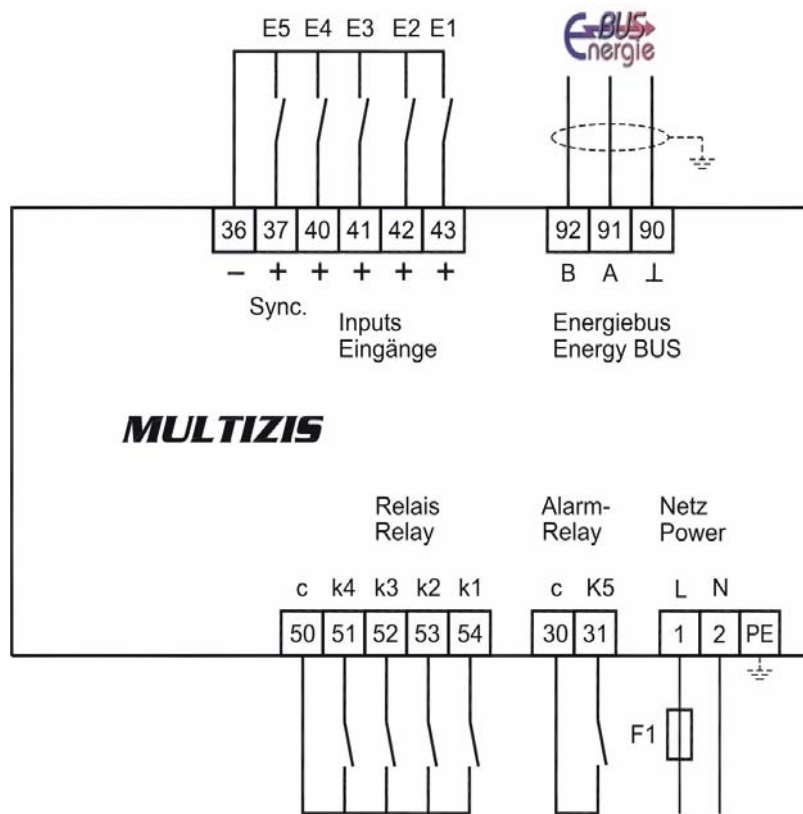 E5 E4 E3 E2 E1
E-BUS
Energie
36 37 40 41 42 43
92 91 90
− + + + + +
B A ⊥
Sync.
Inputs
Eingänge
Energiebus
Energy BUS
MULTIZIS
Relais
Relay
Alarm-
Relay
Netz
Power
c k4 k3 k2 k1
c K5
L N
50 51 52 53 54
30 31
1 2 PE
F1